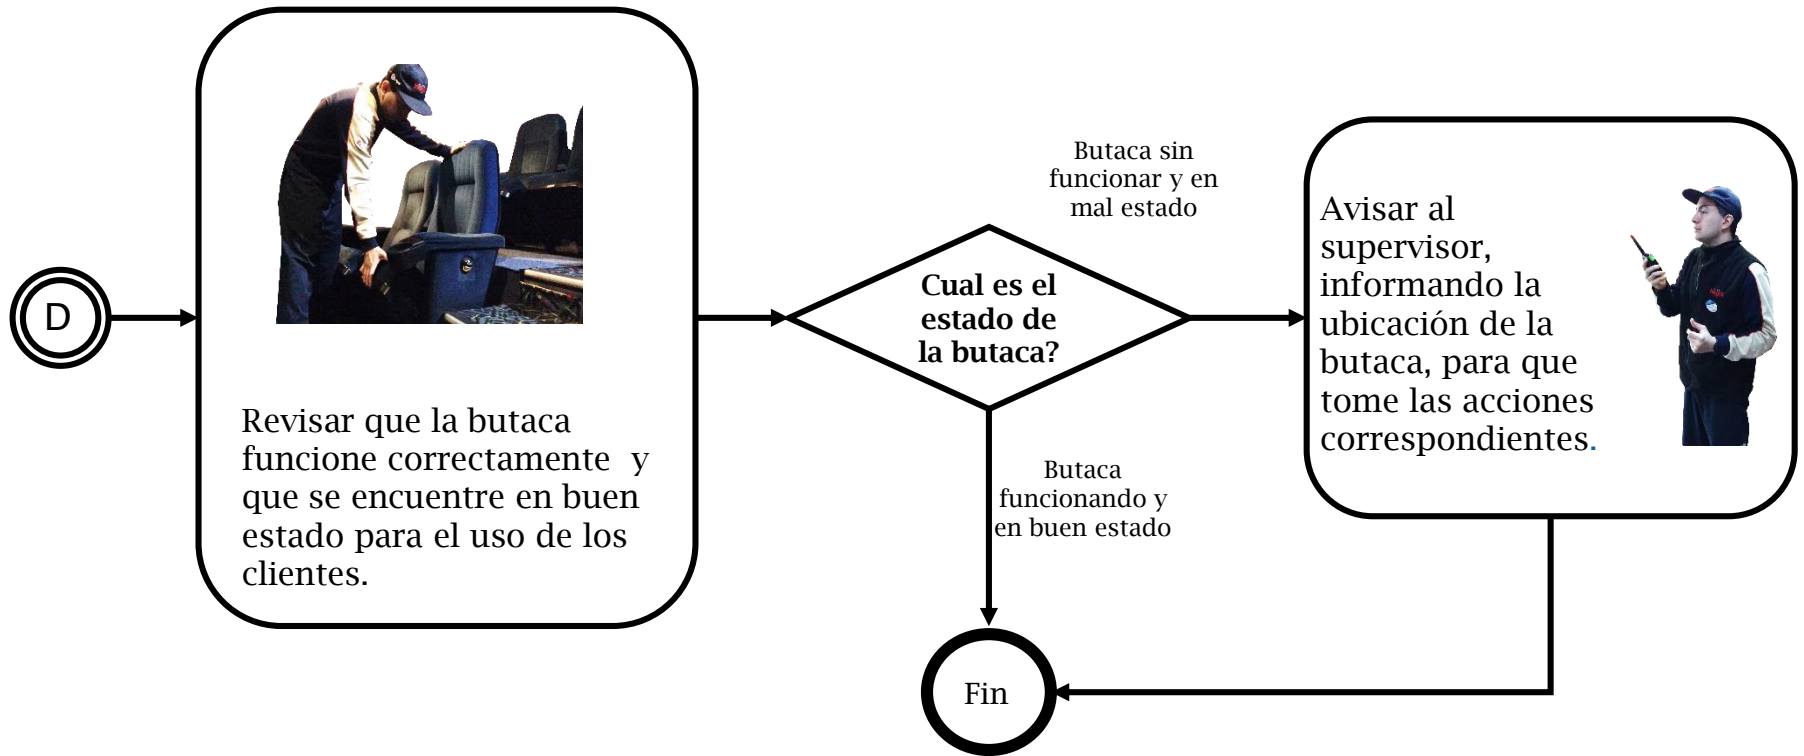 D
Revisar que la butaca
funcione correctamente  y
que se encuentre en buen
estado para el uso de los
clientes.
Cual es el
estado de
la butaca?
Butaca sin
funcionar y en
mal estado
Avisar al
supervisor,
informando la
ubicación de la
butaca, para que
tome las acciones
correspondientes.
Butaca
funcionando y
en buen estado
Fin